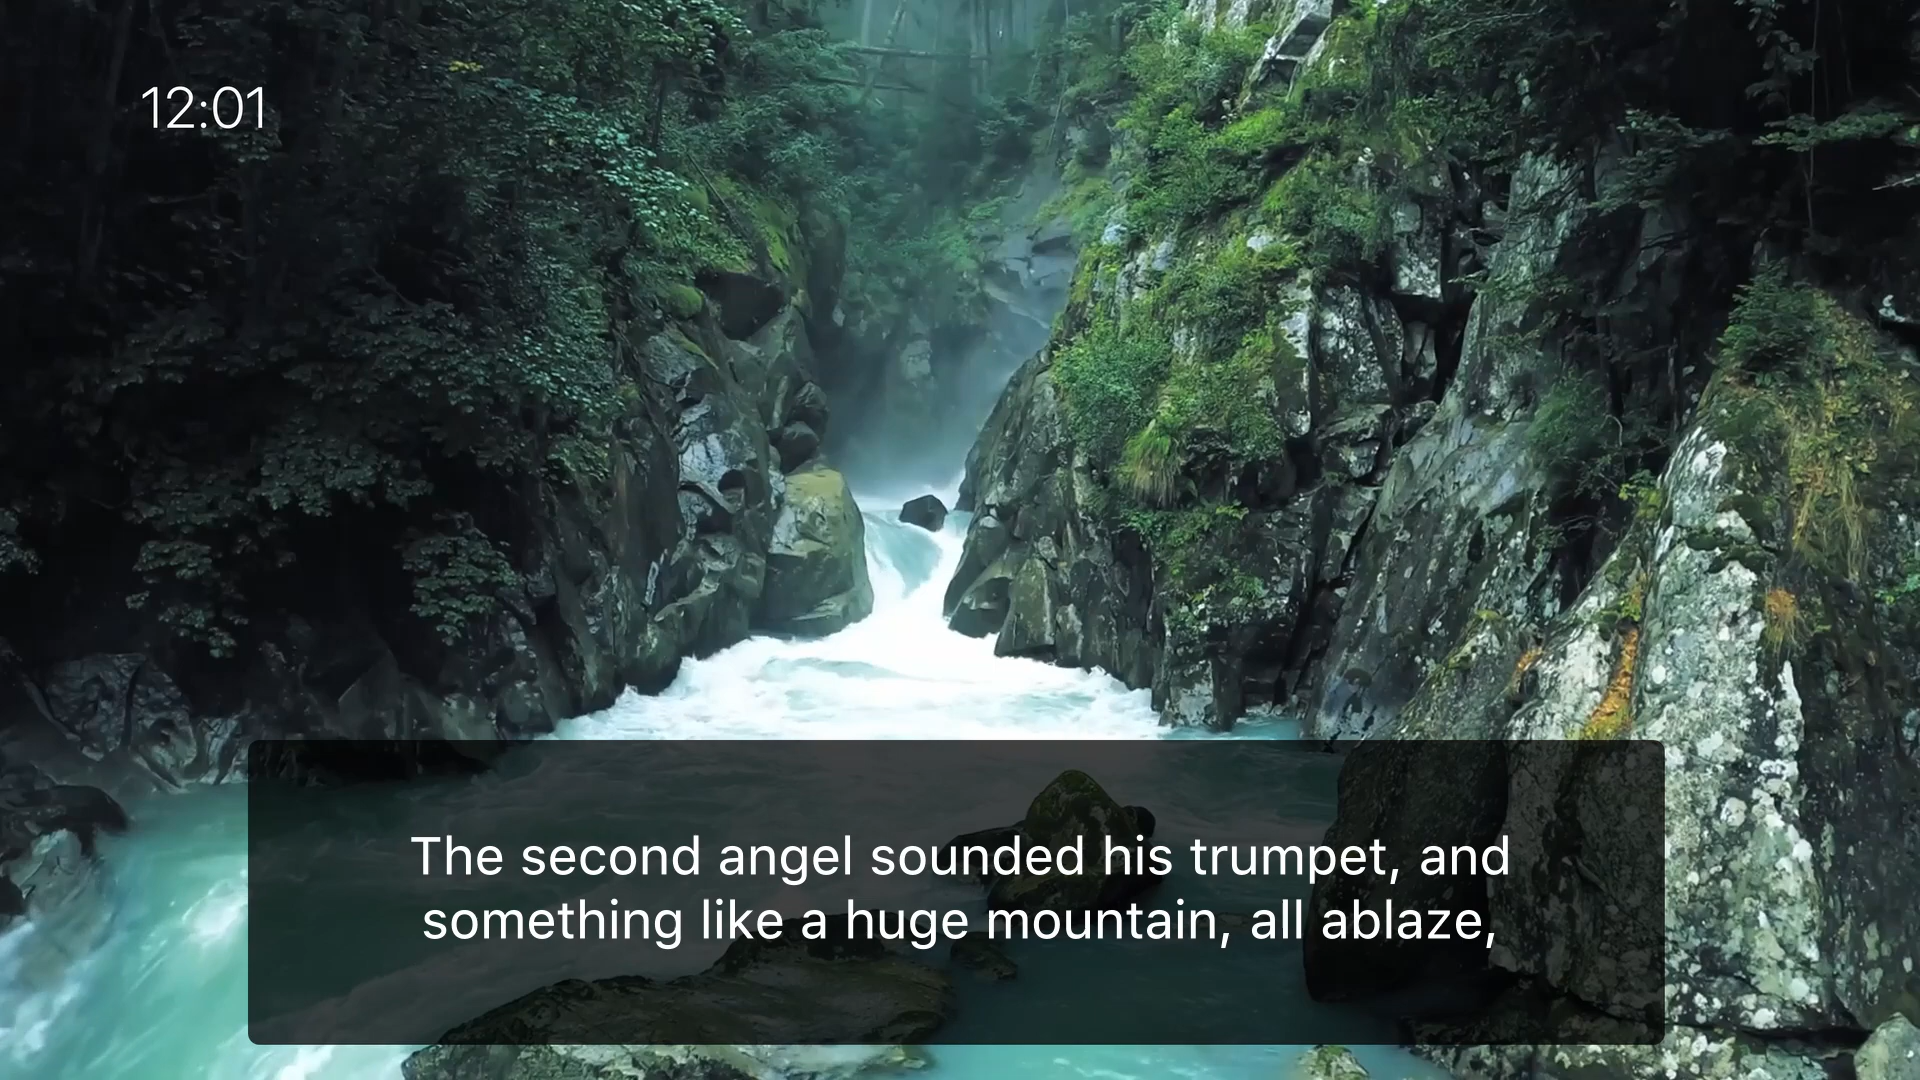 12:01
The second angel sounded his trumpet, and
something like a huge mountain, all ablaze,